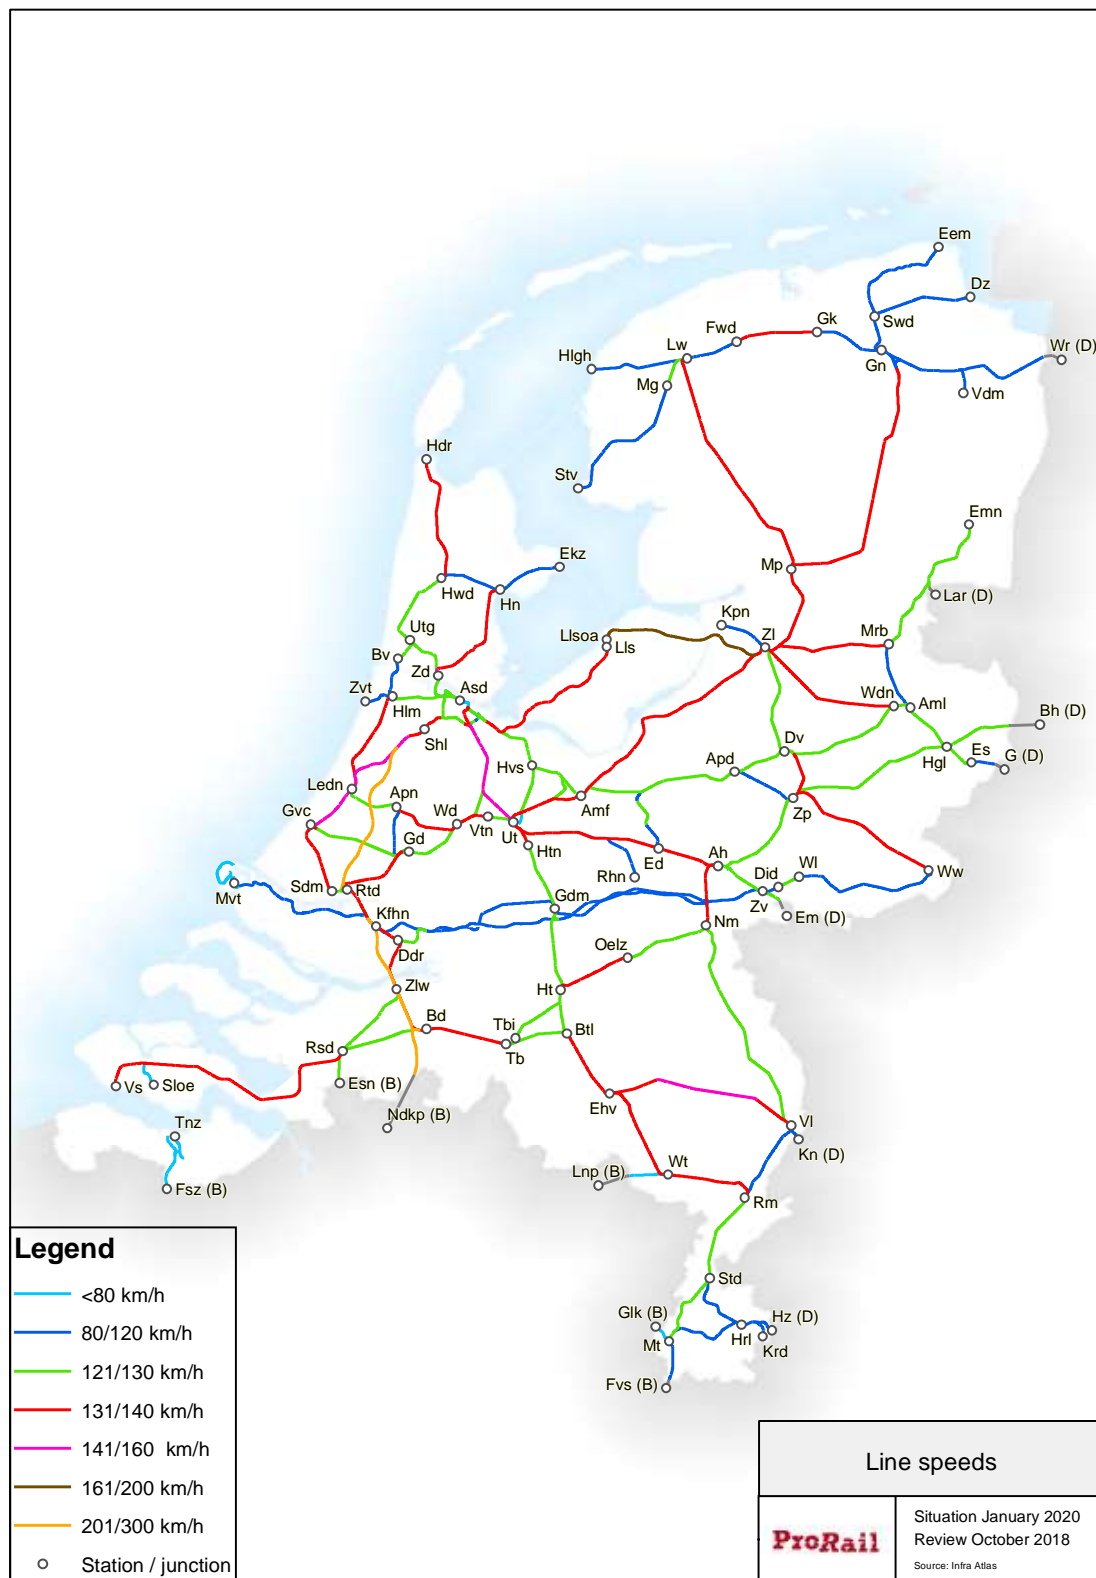 Eem
Dz
Swd
Gk
Fwd
Lw
Hlgh
Gn
Wr (D)
Mg
Vdm
Hdr
Stv
Emn
Ekz
Mp
Hwd
Hn
Lar (D)
Kpn
Utg
Llsoa
Zl
Mrb
Lls
Bv
Zd
Zvt
Asd
Hlm
Wdn
Aml
Bh (D)
Shl
Dv
Es
Hgl
G (D)
Hvs
Apd
Ledn
Apn
Amf
Zp
Gvc
Wd
Vtn
Ut
Htn
Gd
Ed
Ah
Rhn
Did
Wl
Ww
Sdm
Rtd
Mvt
Zv
Em (D)
Gdm
Kfhn
Nm
Ddr
Oelz
Zlw
Ht
Bd
Tbi
Btl
Rsd
Tb
Vs
Sloe
Esn (B)
Ehv
Ndkp (B)
Tnz
Vl
Kn (D)
Lnp (B)
Wt
Fsz (B)
Rm
Std
Glk (B)
Hz (D)
Mt
Hrl
Krd
Fvs (B)
Legend
<80 km/h
80/120 km/h
121/130 km/h
131/140 km/h
141/160 km/h
161/200 km/h
201/300 km/h
Station / junction
Line speeds
ProRail
Situation January 2020
Review October 2018
Source: Infra Atlas